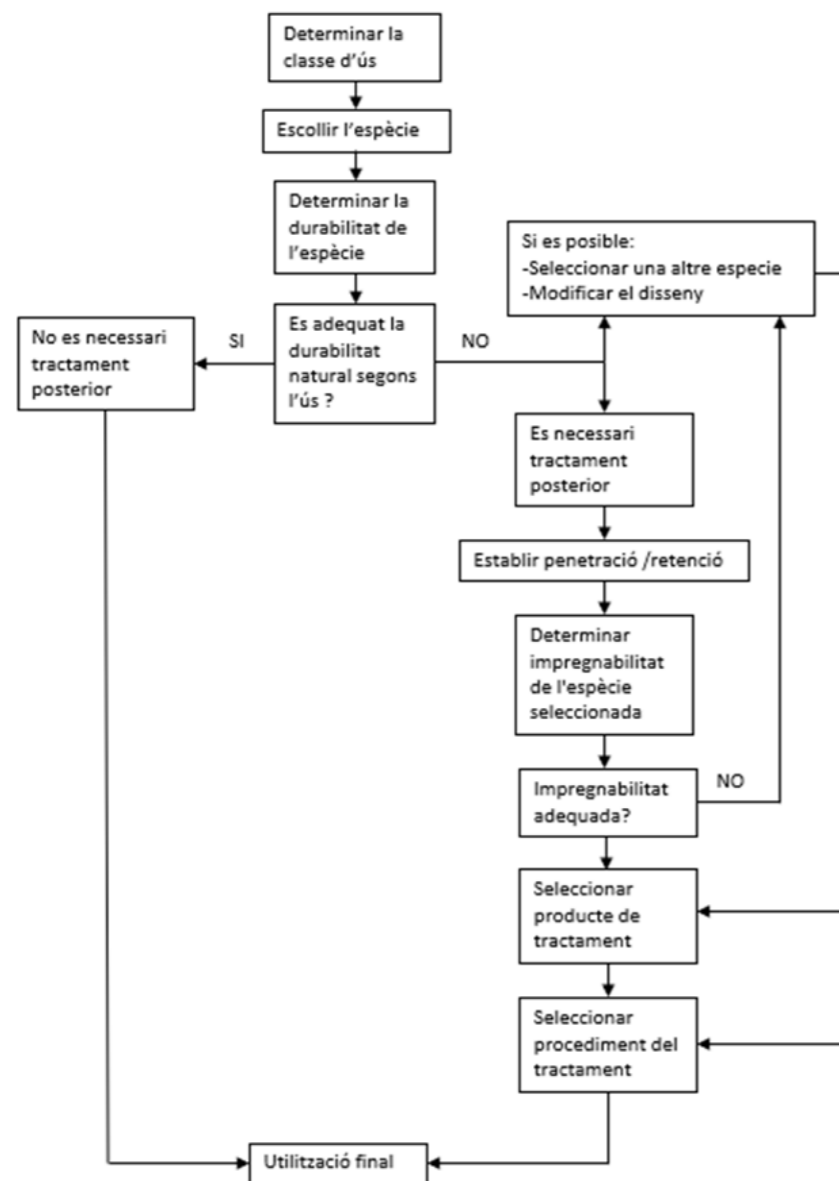 Determinar la
classe d'ús
Escollir l'espècie
Determinar la
durabilitat de
l'espècie
Si es posible:
-Seleccionar una altre especie
-Modificar el disseny
No es necessari
tractament
posterior
SI
Es adequat la
durabilitat
natural segons
l'ús ?
NO
Es necessari
tractament
posterior
Establir penetració /retenció
Determinar
impregnabilitat
de l'espècie
seleccionada
Impregnabilitat
adequada?
NO
Seleccionar
producte de
tractament
Seleccionar
procediment del
tractament
Utilització final